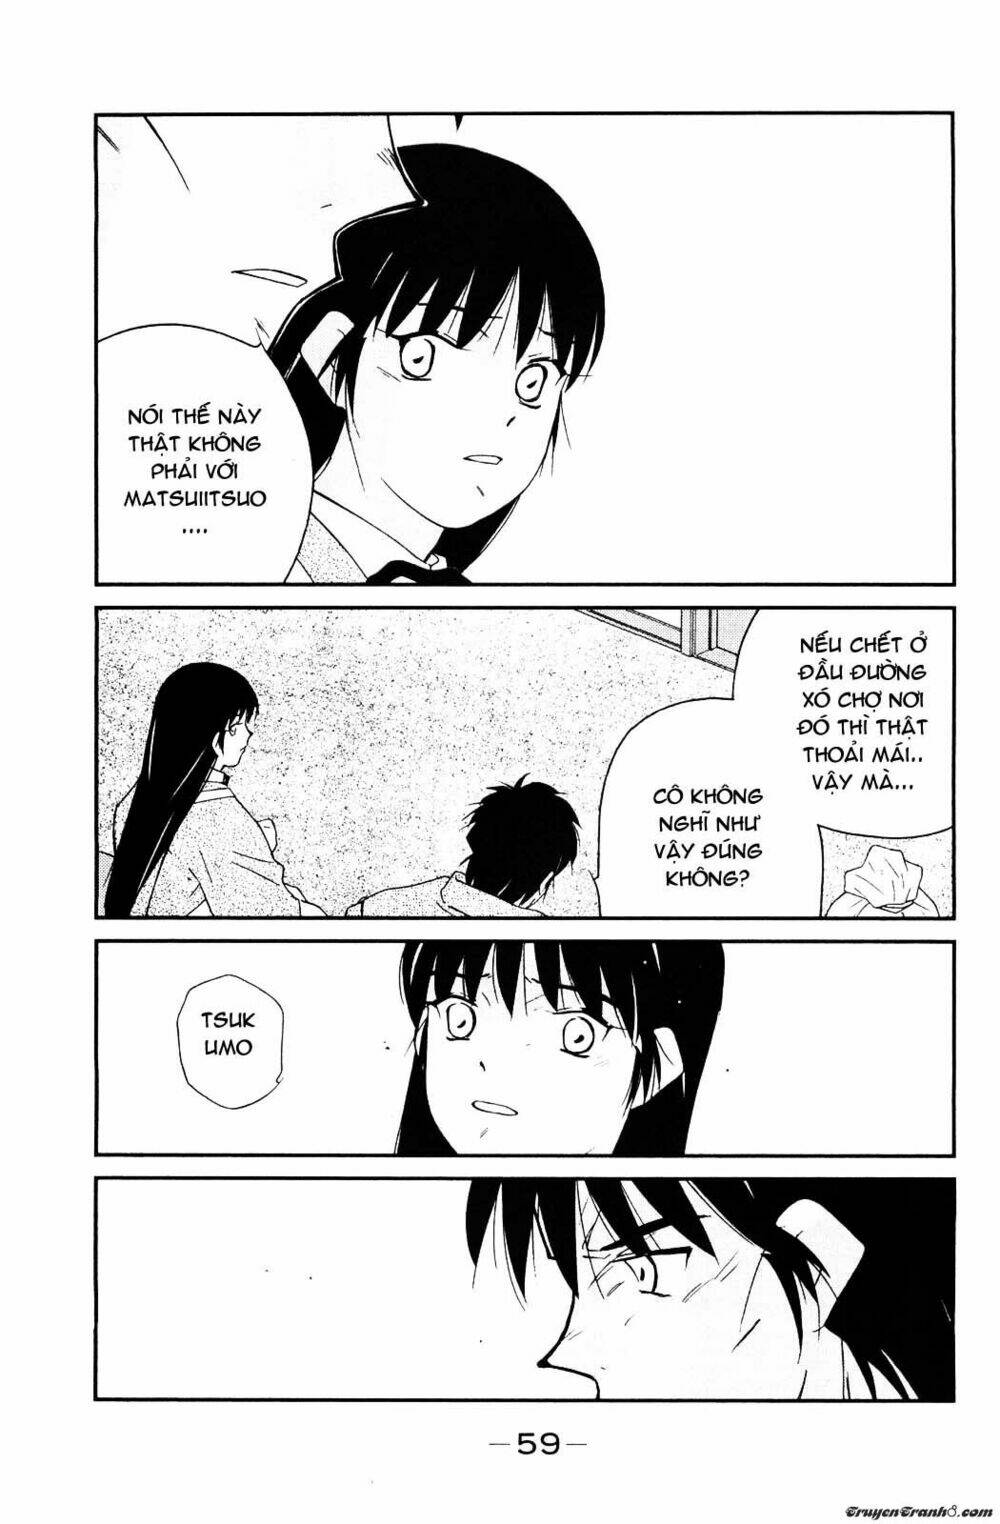 NÓI THẾ NÀY
THẬT KHÔNG
PHẢI VỚI
MATSUIITSUO
....
NẾU CHẾT Ở
ĐẦU ĐƯỜNG
XÓ CHỢ NƠI
ĐÓ THÌ THẬT
THOẢI MÁI..
VẬY MÀ...
CÔ KHÔNG
NGHĨ NHƯ
VẬY ĐÚNG
KHÔNG?
TSUK
UMO
—59—
TruyenTranh8.com